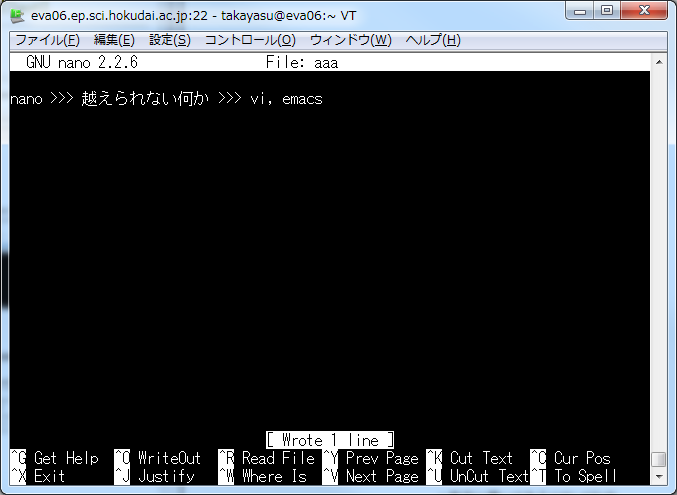 eva06.ep.sci.hokudai.ac.jp:22 - takayasu@eva06:~ VT
ファイル(F) 編集(E) 設定(S) コントロール(O) ウィンドウ(W) ヘルプ(H)
GNU nano 2.2.6 File: aaa
nano >>> 越えられない何か >>> vi, emacs
[ Wrote 1 line ]
^G Get Help ^O WriteOut ^R Read File ^Y Prev Page ^K Cut Text ^C Cur Pos
^X Exit ^J Justify ^W Where Is ^V Next Page ^U UnCut Text ^T To Spell